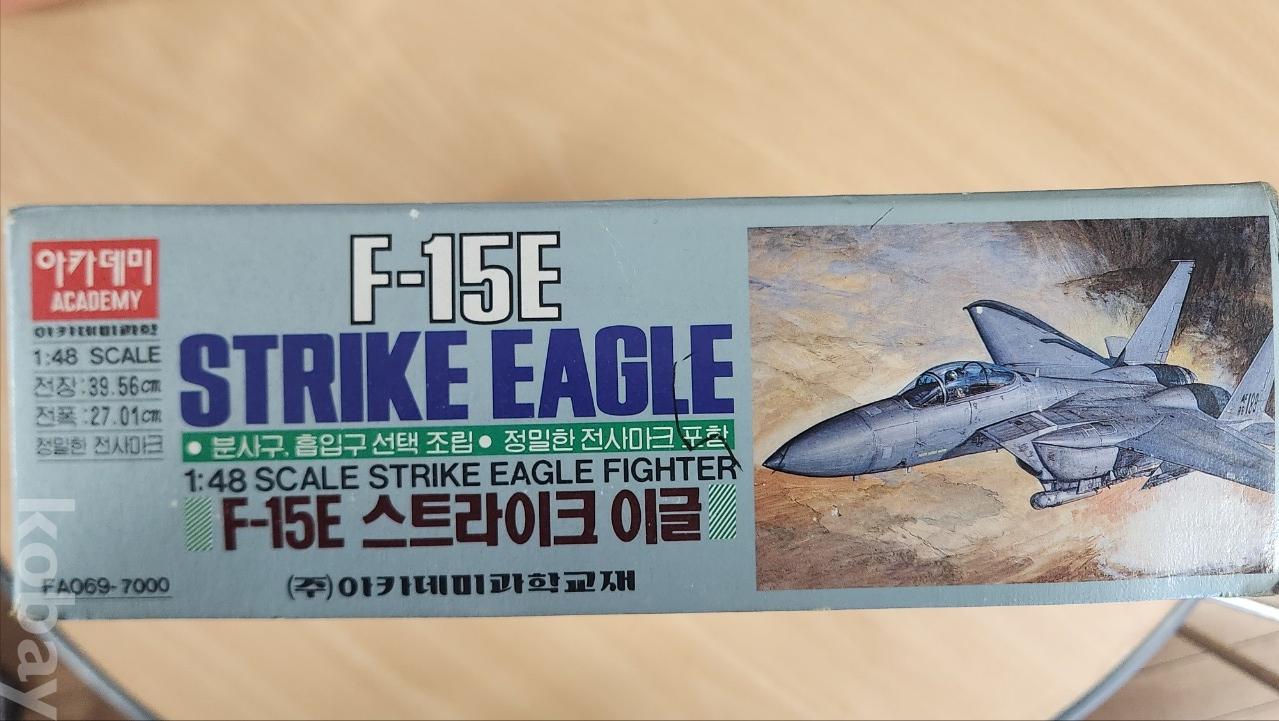 아카데미
ACADEMY
아카데미과학
1:48 SCALE
전장:39.56cm
전폭:27.01cm
정밀한 전사마크
F-15E
STRIKE EAGLE
• 분사구, 흡입구 선택 조립 • 정밀한 전사마크 포함
1:48 SCALE STRIKE EAGLE FIGHTER
F-15E 스트라이크 이글
FA069-7000
(주)아카데미과학교재
kobay